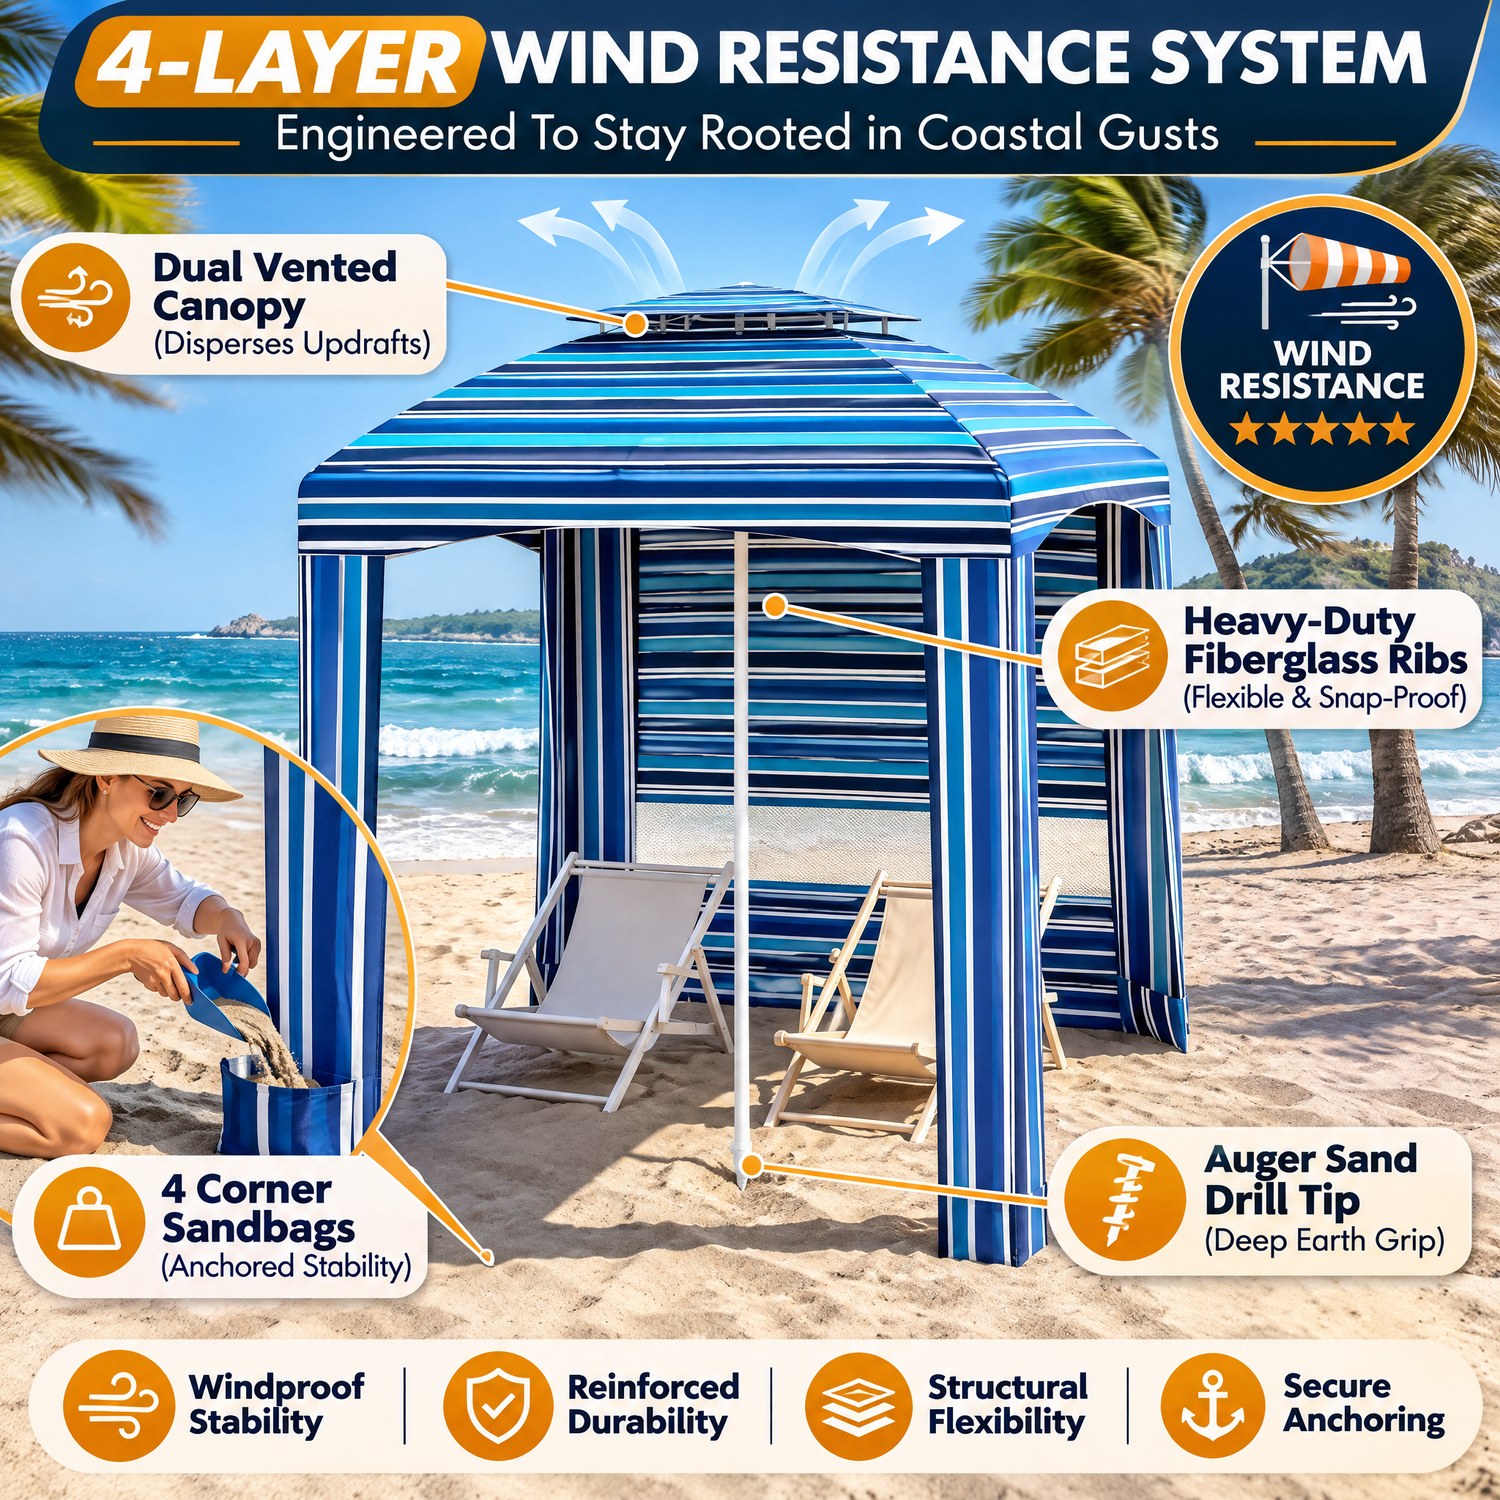 4-LAYER WIND RESISTANCE SYSTEM
Engineered To Stay Rooted in Coastal Gusts
Dual Vented
Canopy
(Disperses Updrafts)
WIND
RESISTANCE
Heavy-Duty
Fiberglass Ribs
(Flexible & Snap-Proof)
4 Corner
Sandbags
(Anchored Stability)
Auger Sand
Drill Tip
(Deep Earth Grip)
Windproof
Stability
Reinforced
Durability
Structural
Flexibility
Secure
Anchoring